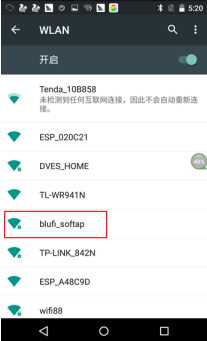 5:20
WLAN
开启
Tenda_10B858
未检测到任何互联网连接，因此不会自动重新连
接。
ESP_020C21
DVES_HOME
48%
TL-WR941N
blufi_softap
TP-LINK_842N
ESP_A48C9D
wifi88